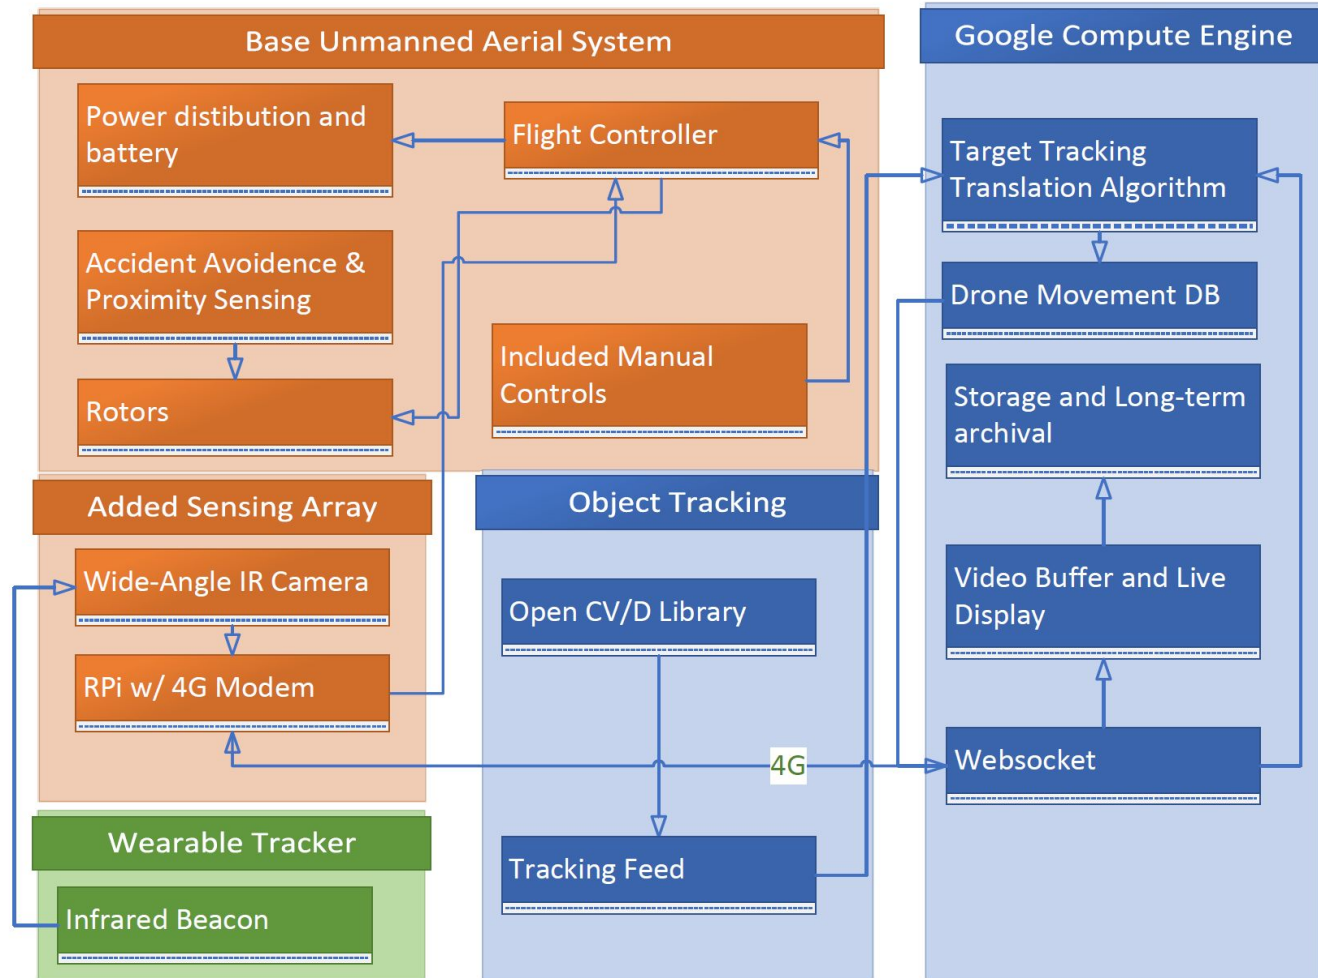 Base Unmanned Aerial System
Power distibution and
battery
Flight Controller
Accident Avoidence &
Proximity Sensing
Included Manual
Controls
Rotors
Added Sensing Array
Wide-Angle IR Camera
RPi w/ 4G Modem
Wearable Tracker
Infrared Beacon
Object Tracking
Open CV/D Library
4G
Tracking Feed
Google Compute Engine
Target Tracking
Translation Algorithm
Drone Movement DB
Storage and Long-term
archival
Video Buffer and Live
Display
Websocket